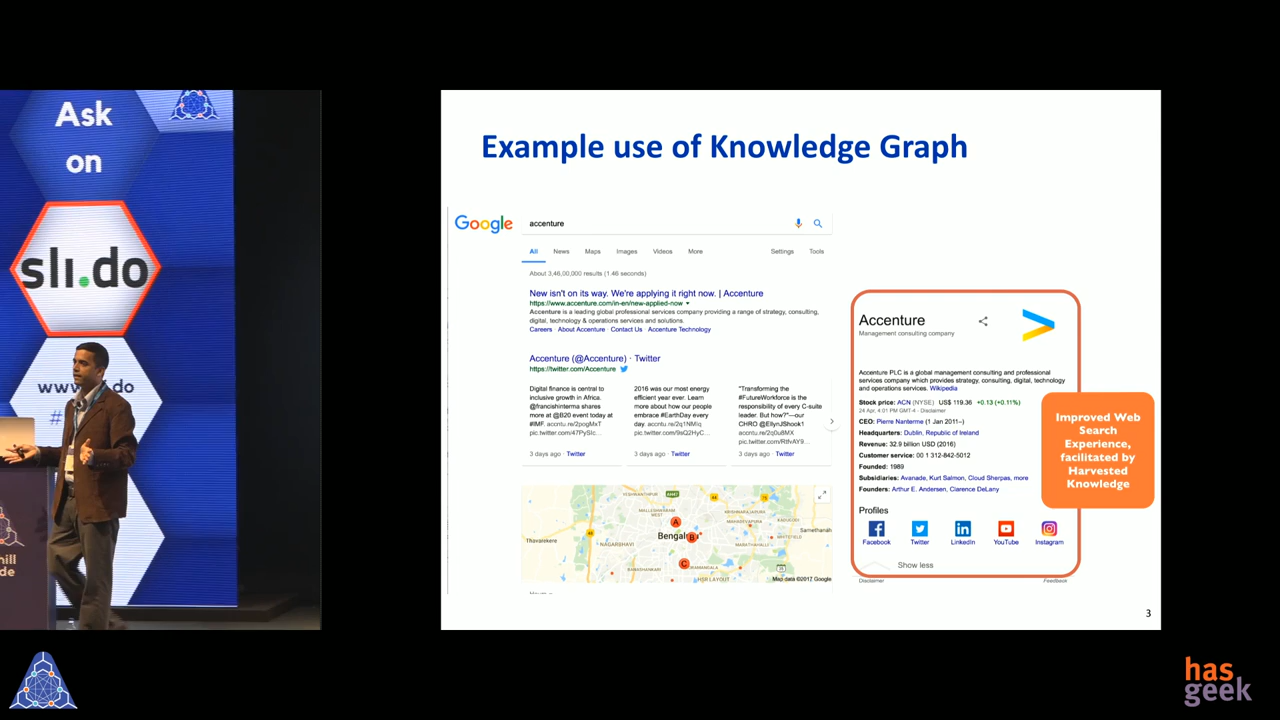 Ask
on
sli.do
www
do
#
hill
de
Example use of Knowledge Graph
Google
accenture
All News Maps Images Videos More Settings Tools
About 3,46,00,000 results (1.46 seconds)
New isn't on its way. We're applying it right now. | Accenture
https://www.accenture.com/in-en/new-applied-now
Accenture is a leading global professional services company providing a range of strategy, consulting,
digital, technology & operations services and solutions.
Careers · About Accenture · Contact Us · Accenture Technology
Accenture (@Accenture) · Twitter
https://twitter.com/Accenture
Digital finance is central to
inclusive growth in Africa.
@francishinterma shares
more at @B20 event today at
#IMF. accntu.re/2pogMxT
pic.twitter.com/47PySIc...
3 days ago · Twitter
2016 was our most energy
efficient year ever. Learn
more about how our people
embrace #EarthDay every
day. accntu.re/2q1NMIq
pic.twitter.com/9sQ2HyC...
3 days ago · Twitter
"Transforming the
#FutureWorkforce is the
responsibility of every C-suite
leader. But how?"—our
CHRO @EllynJShook1
accntu.re/2q0u8MX
pic.twitter.com/RtfvAY9...
3 days ago · Twitter
AH47
NAGARBHAVI
Bengal
A
B
C
HSR LAYOUT
Map data ©2017 Google
Accenture
Management consulting company
Accenture PLC is a global management consulting and professional
services company which provides strategy, consulting, digital, technology
and operations services. Wikipedia
Stock price: ACN (NYSE) US$ 119.36 +0.13 (+0.11%)
24 Apr, 4:01 PM GMT-4 · Disclaimer
CEO: Pierre Nanterme (1 Jan 2011–)
Headquarters: Dublin, Republic of Ireland
Revenue: 32.9 billion USD (2016)
Customer service: 00 1 312-842-5012
Founded: 1989
Subsidiaries: Avanade, Kurt Salmon, Cloud Sherpas, more
Founders: Arthur E. Andersen, Clarence DeLany
Profiles
Facebook Twitter LinkedIn YouTube Instagram
Show less
Disclaimer Feedback
Improved Web
Search
Experience,
facilitated by
Harvested
Knowledge
3
has
geek